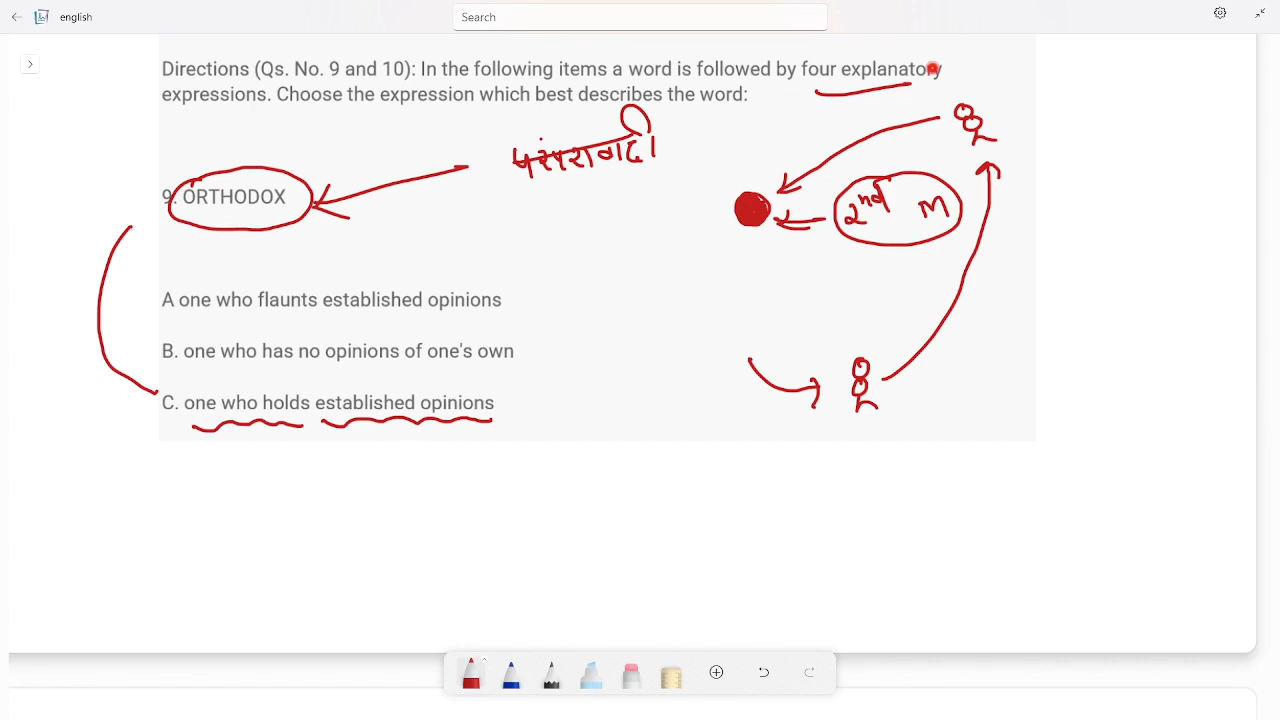 english
Search
Directions (Qs. No. 9 and 10): In the following items a word is followed by four explanatory
expressions. Choose the expression which best describes the word:
परंपरावादी
9. ORTHODOX
2nd M
A one who flaunts established opinions
B. one who has no opinions of one's own
C. one who holds established opinions